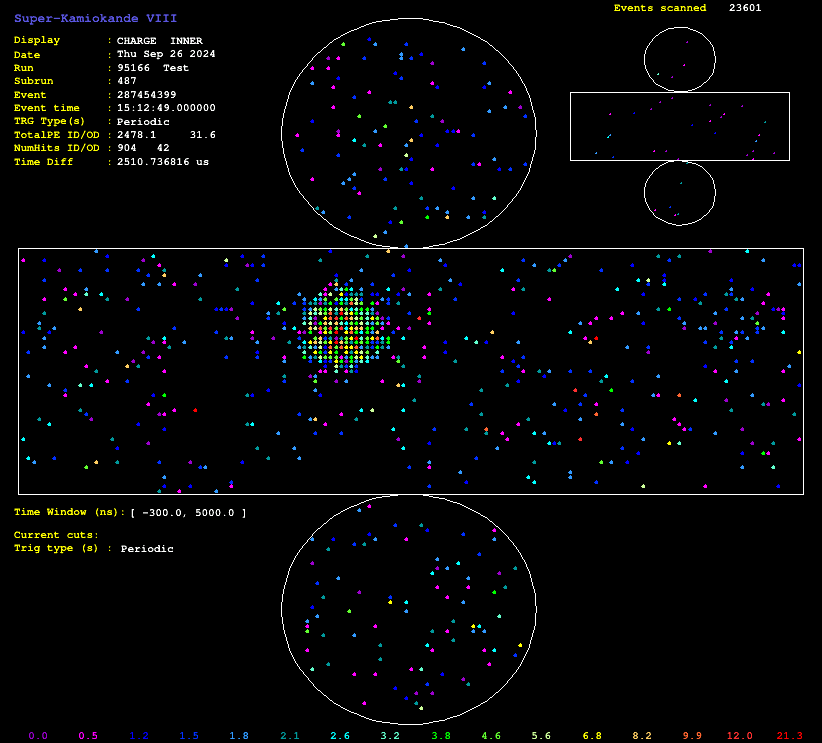 Super-Kamiokande VIII
Events scanned 23601
Display : CHARGE INNER
Date : Thu Sep 26 2024
Run : 95166 Test
Subrun : 487
Event : 287454399
Event time : 15:12:49.000000
TRG Type(s) : Periodic
TotalPE ID/OD : 2478.1 31.6
NumHits ID/OD : 904 42
Time Diff : 2510.736816 us
Time Window (ns): [ -300.0, 5000.0 ]
Current cuts:
Trig type (s) : Periodic
0.0 0.5 1.2 1.5 1.8 2.1 2.6 3.2 3.8 4.6 5.6 6.8 8.2 9.9 12.0 21.3